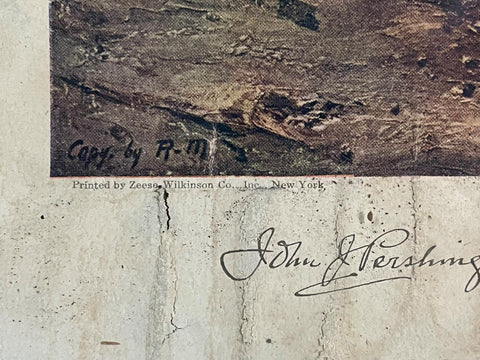 Copy. by R-M
Printed by Zeese-Wilkinson Co., Inc., New York
John J. Pershing